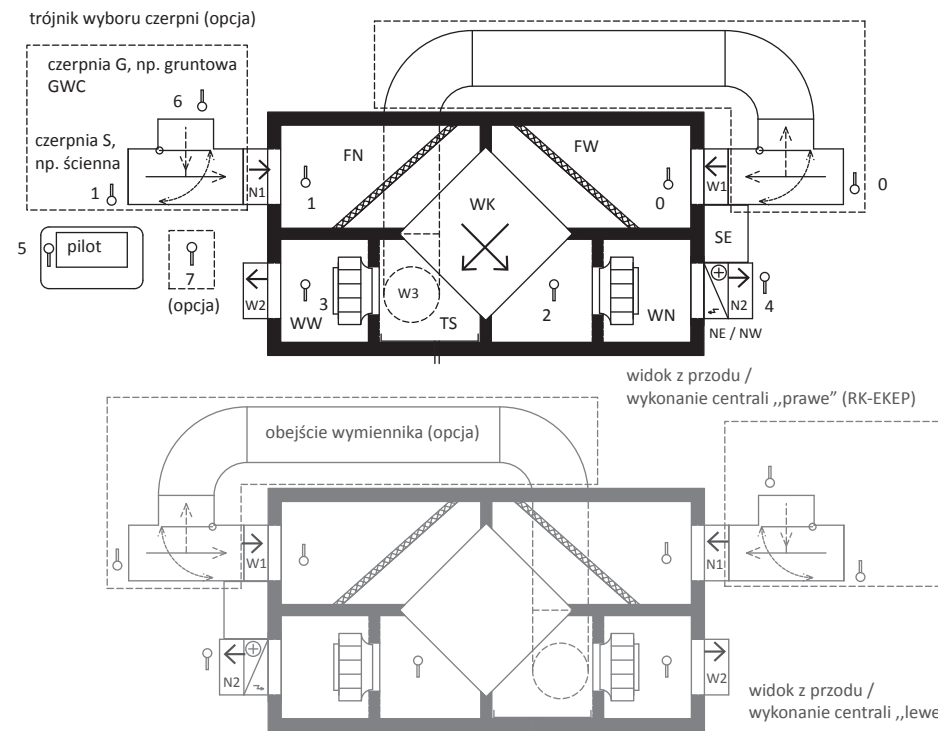 trójnik wyboru czerpni (opcja)
czerpnia G, np. gruntowa
GWC
6
czerpnia S,
np. ścienna
1
N1
FN
1
FW
0
W1
0
WK
SE
5
pilot
7
(opcja)
W2
3
WW
W3
TS
2
WN
N2
4
NE / NW
widok z przodu /
wykonanie centrali ,,prawe” (RK-EKEP)
obejście wymiennika (opcja)
W1
N1
N2
W2
widok z przodu /
wykonanie centrali ,,lewe